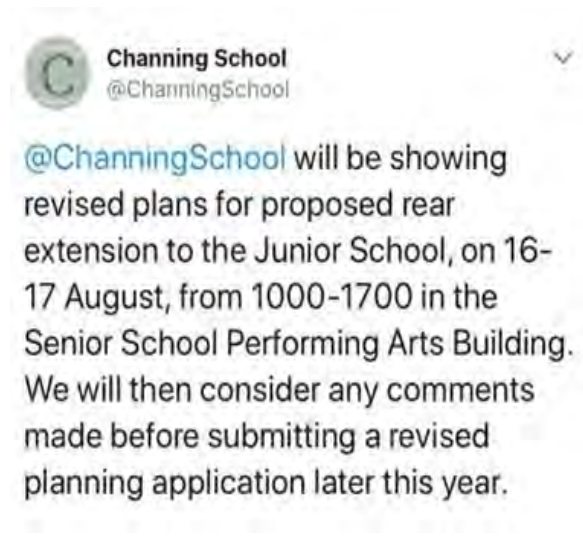 C
Channing School
@ChanningSchool
@ChanningSchool will be showing
revised plans for proposed rear
extension to the Junior School, on 16-
17 August, from 1000-1700 in the
Senior School Performing Arts Building.
We will then consider any comments
made before submitting a revised
planning application later this year.